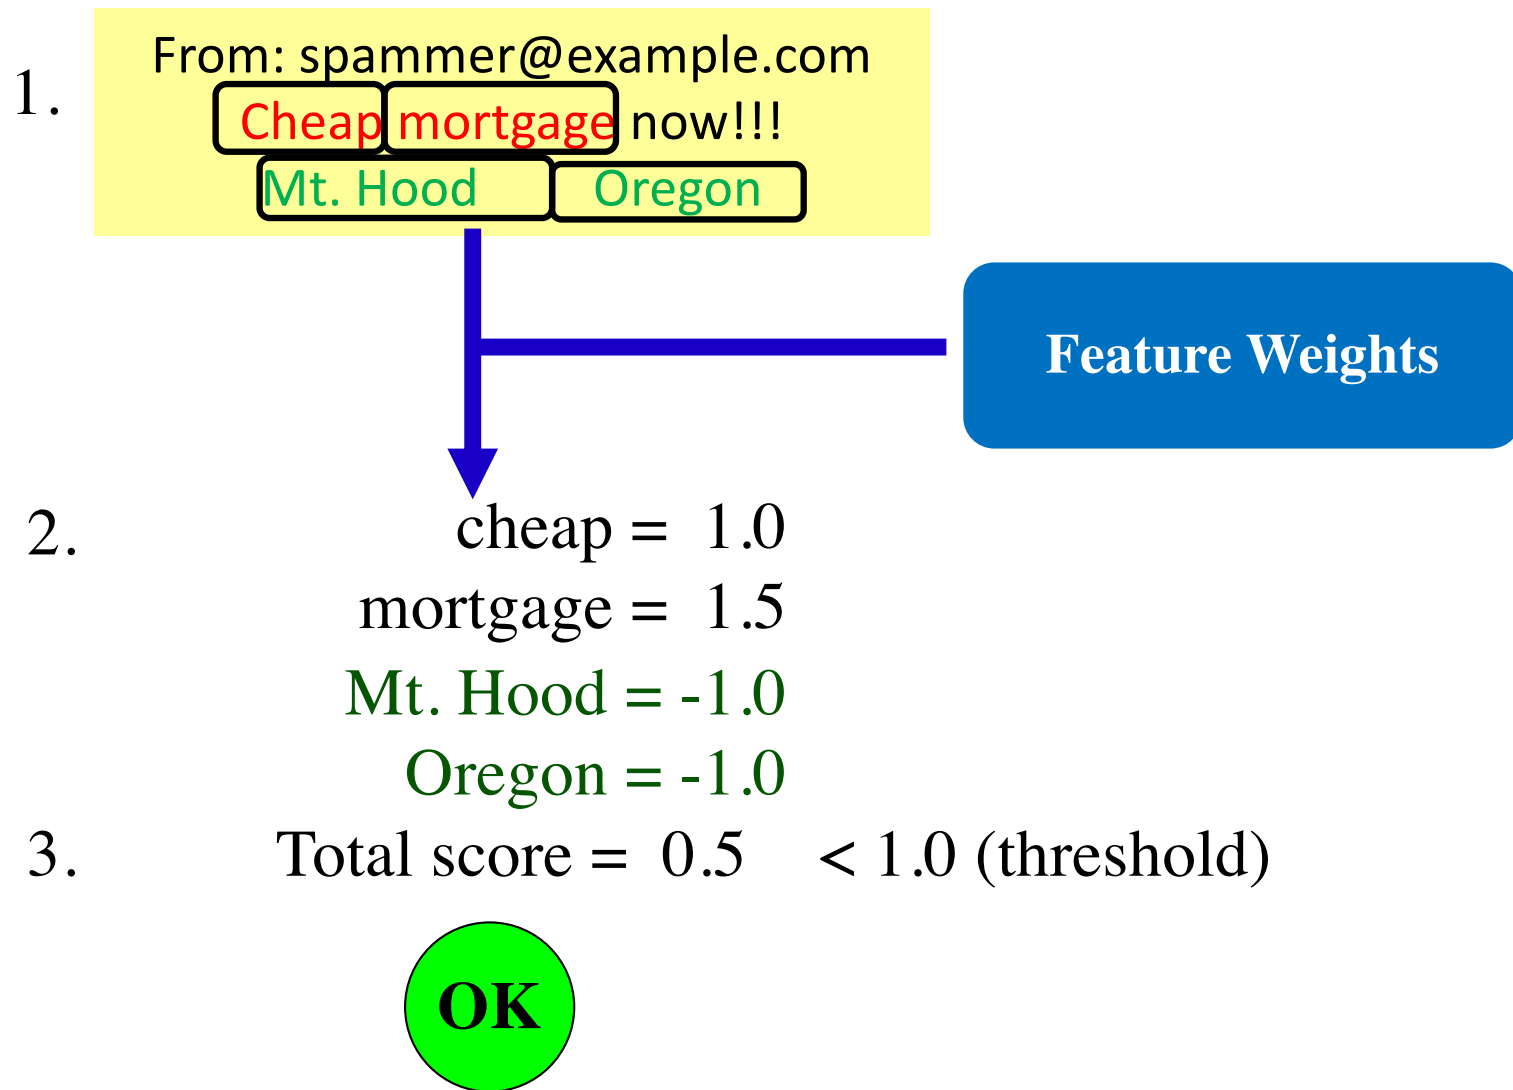 1.
From: spammer@example.com
Cheap mortgage now!!!
Mt. Hood Oregon
Feature Weights
2.
cheap = 1.0
mortgage = 1.5
Mt. Hood = -1.0
Oregon = -1.0
3.
Total score = 0.5 < 1.0 (threshold)
OK